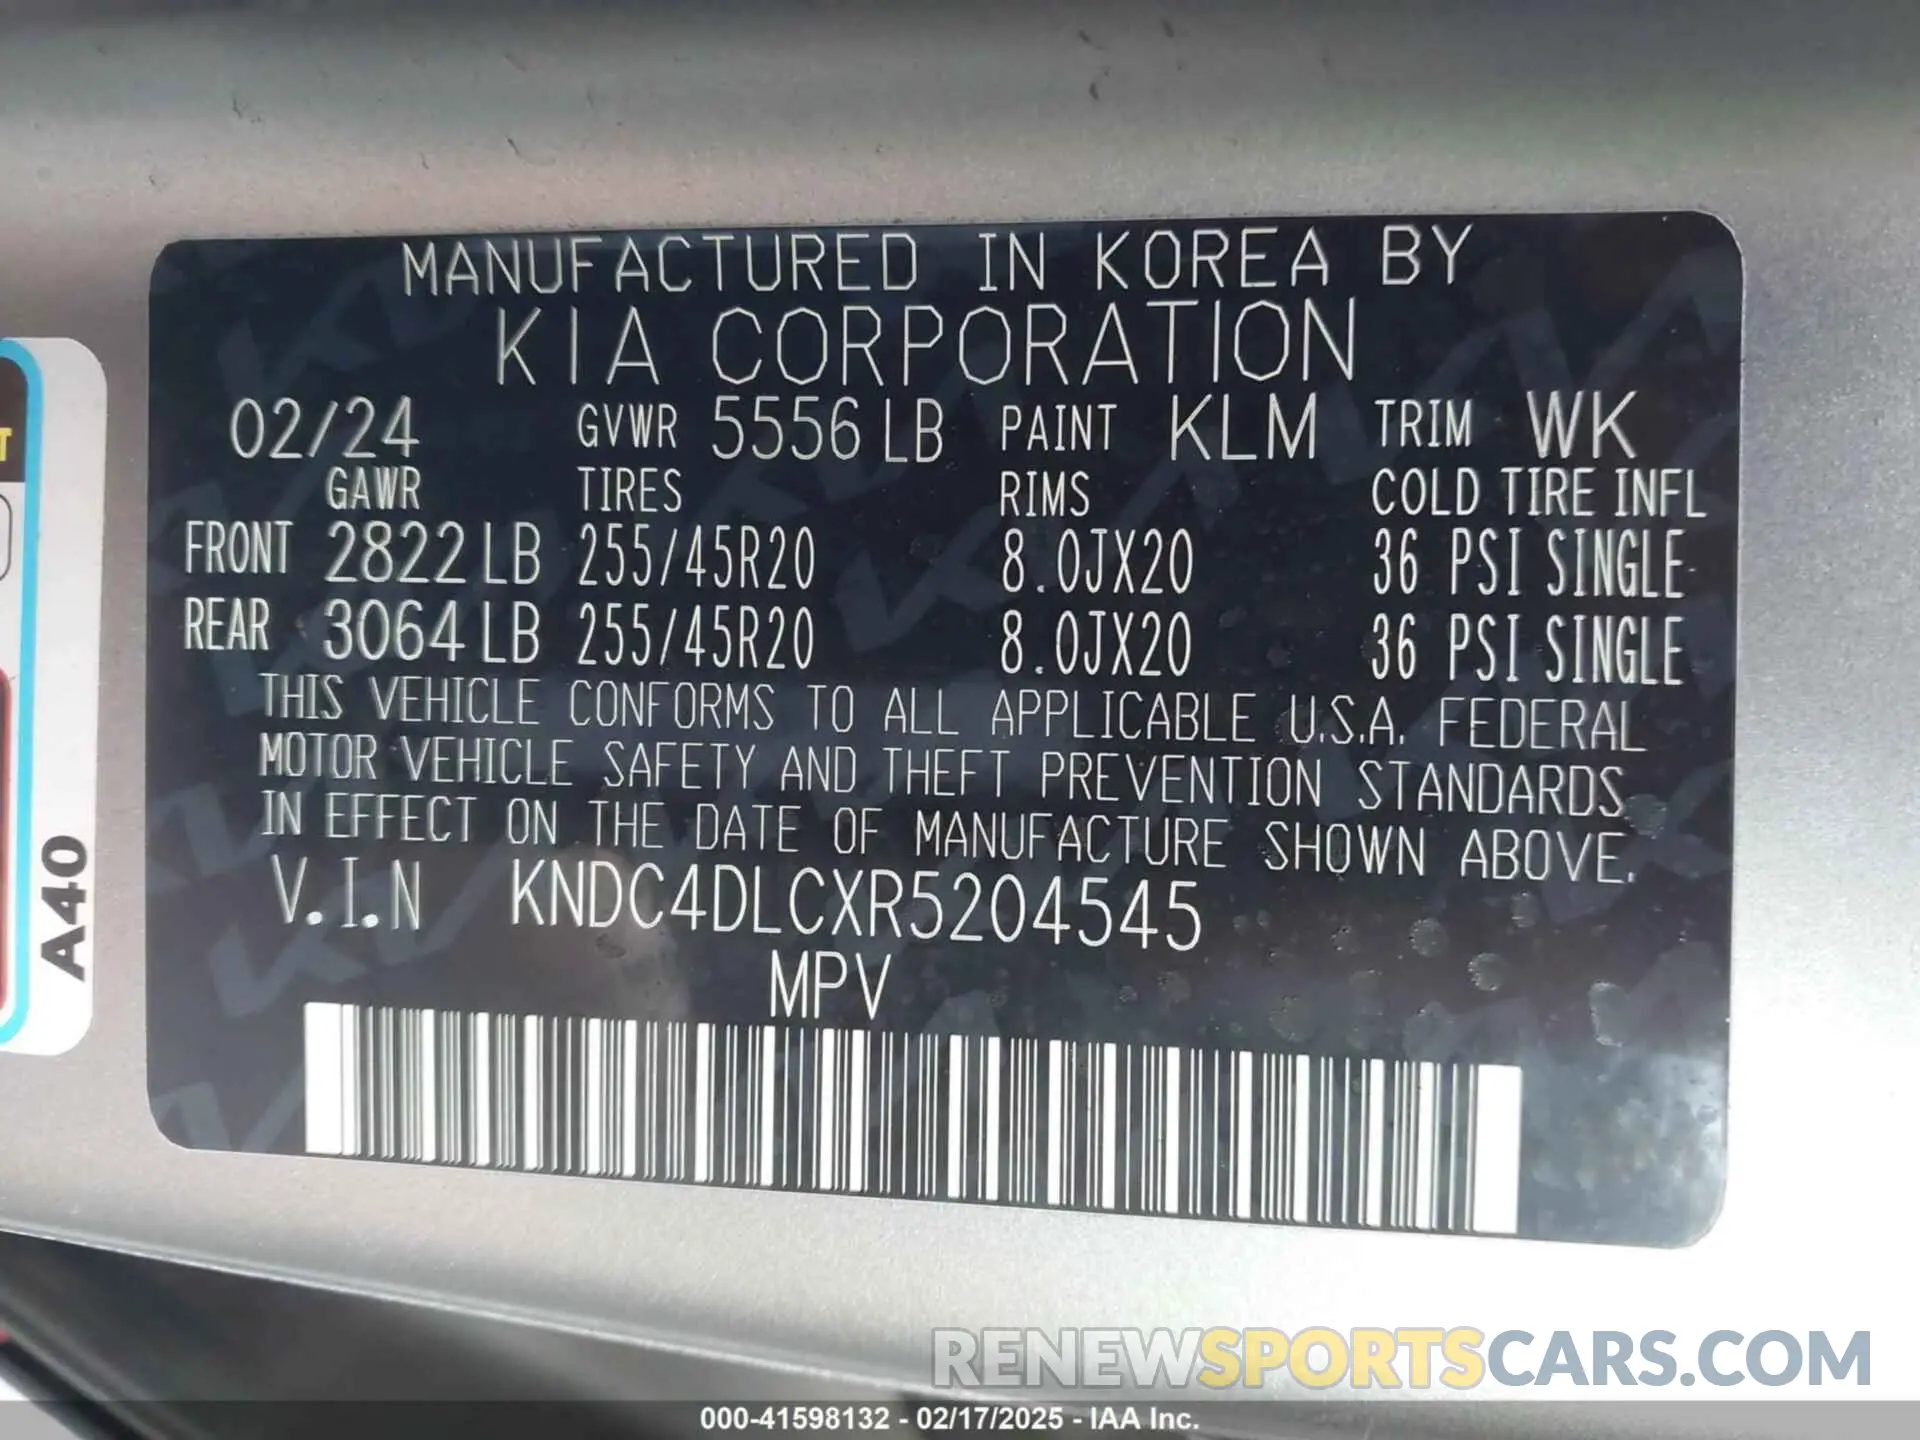 MANUFACTURED IN KOREA BY
KIA CORPORATION
02/24 GVWR 5556 LB PAINT KLM TRIM WK
GAWR TIRES RIMS COLD TIRE INFL
FRONT 2822 LB 255/45R20 8.0JX20 36 PSI SINGLE
REAR 3064 LB 255/45R20 8.0JX20 36 PSI SINGLE
THIS VEHICLE CONFORMS TO ALL APPLICABLE U.S.A. FEDERAL
MOTOR VEHICLE SAFETY AND THEFT PREVENTION STANDARDS
IN EFFECT ON THE DATE OF MANUFACTURE SHOWN ABOVE.
V.I.N KNDC4DLCXR5204545
MPV
A40
RENEWSPORTSCARS.COM
000-41598132 - 02/17/2025 - IAA Inc.